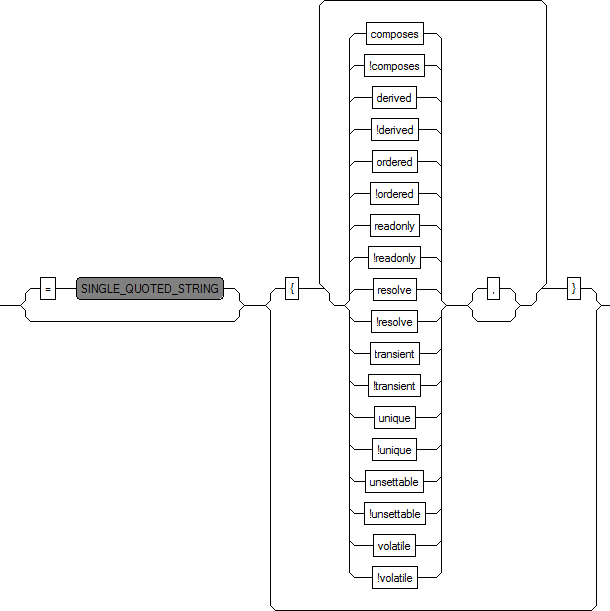 composes
!composes
derived
!derived
ordered
!ordered
readonly
!readonly
= SINGLE_QUOTED_STRING { resolve , }
!resolve
transient
!transient
unique
!unique
unsettable
!unsettable
volatile
!volatile